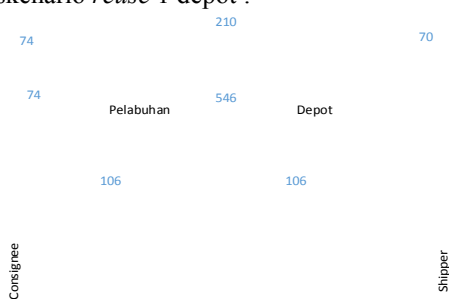 skenario reuse 1 depot :
210
74
70
74
546
Pelabuhan
Depot
106
106
Consignee
Shipper